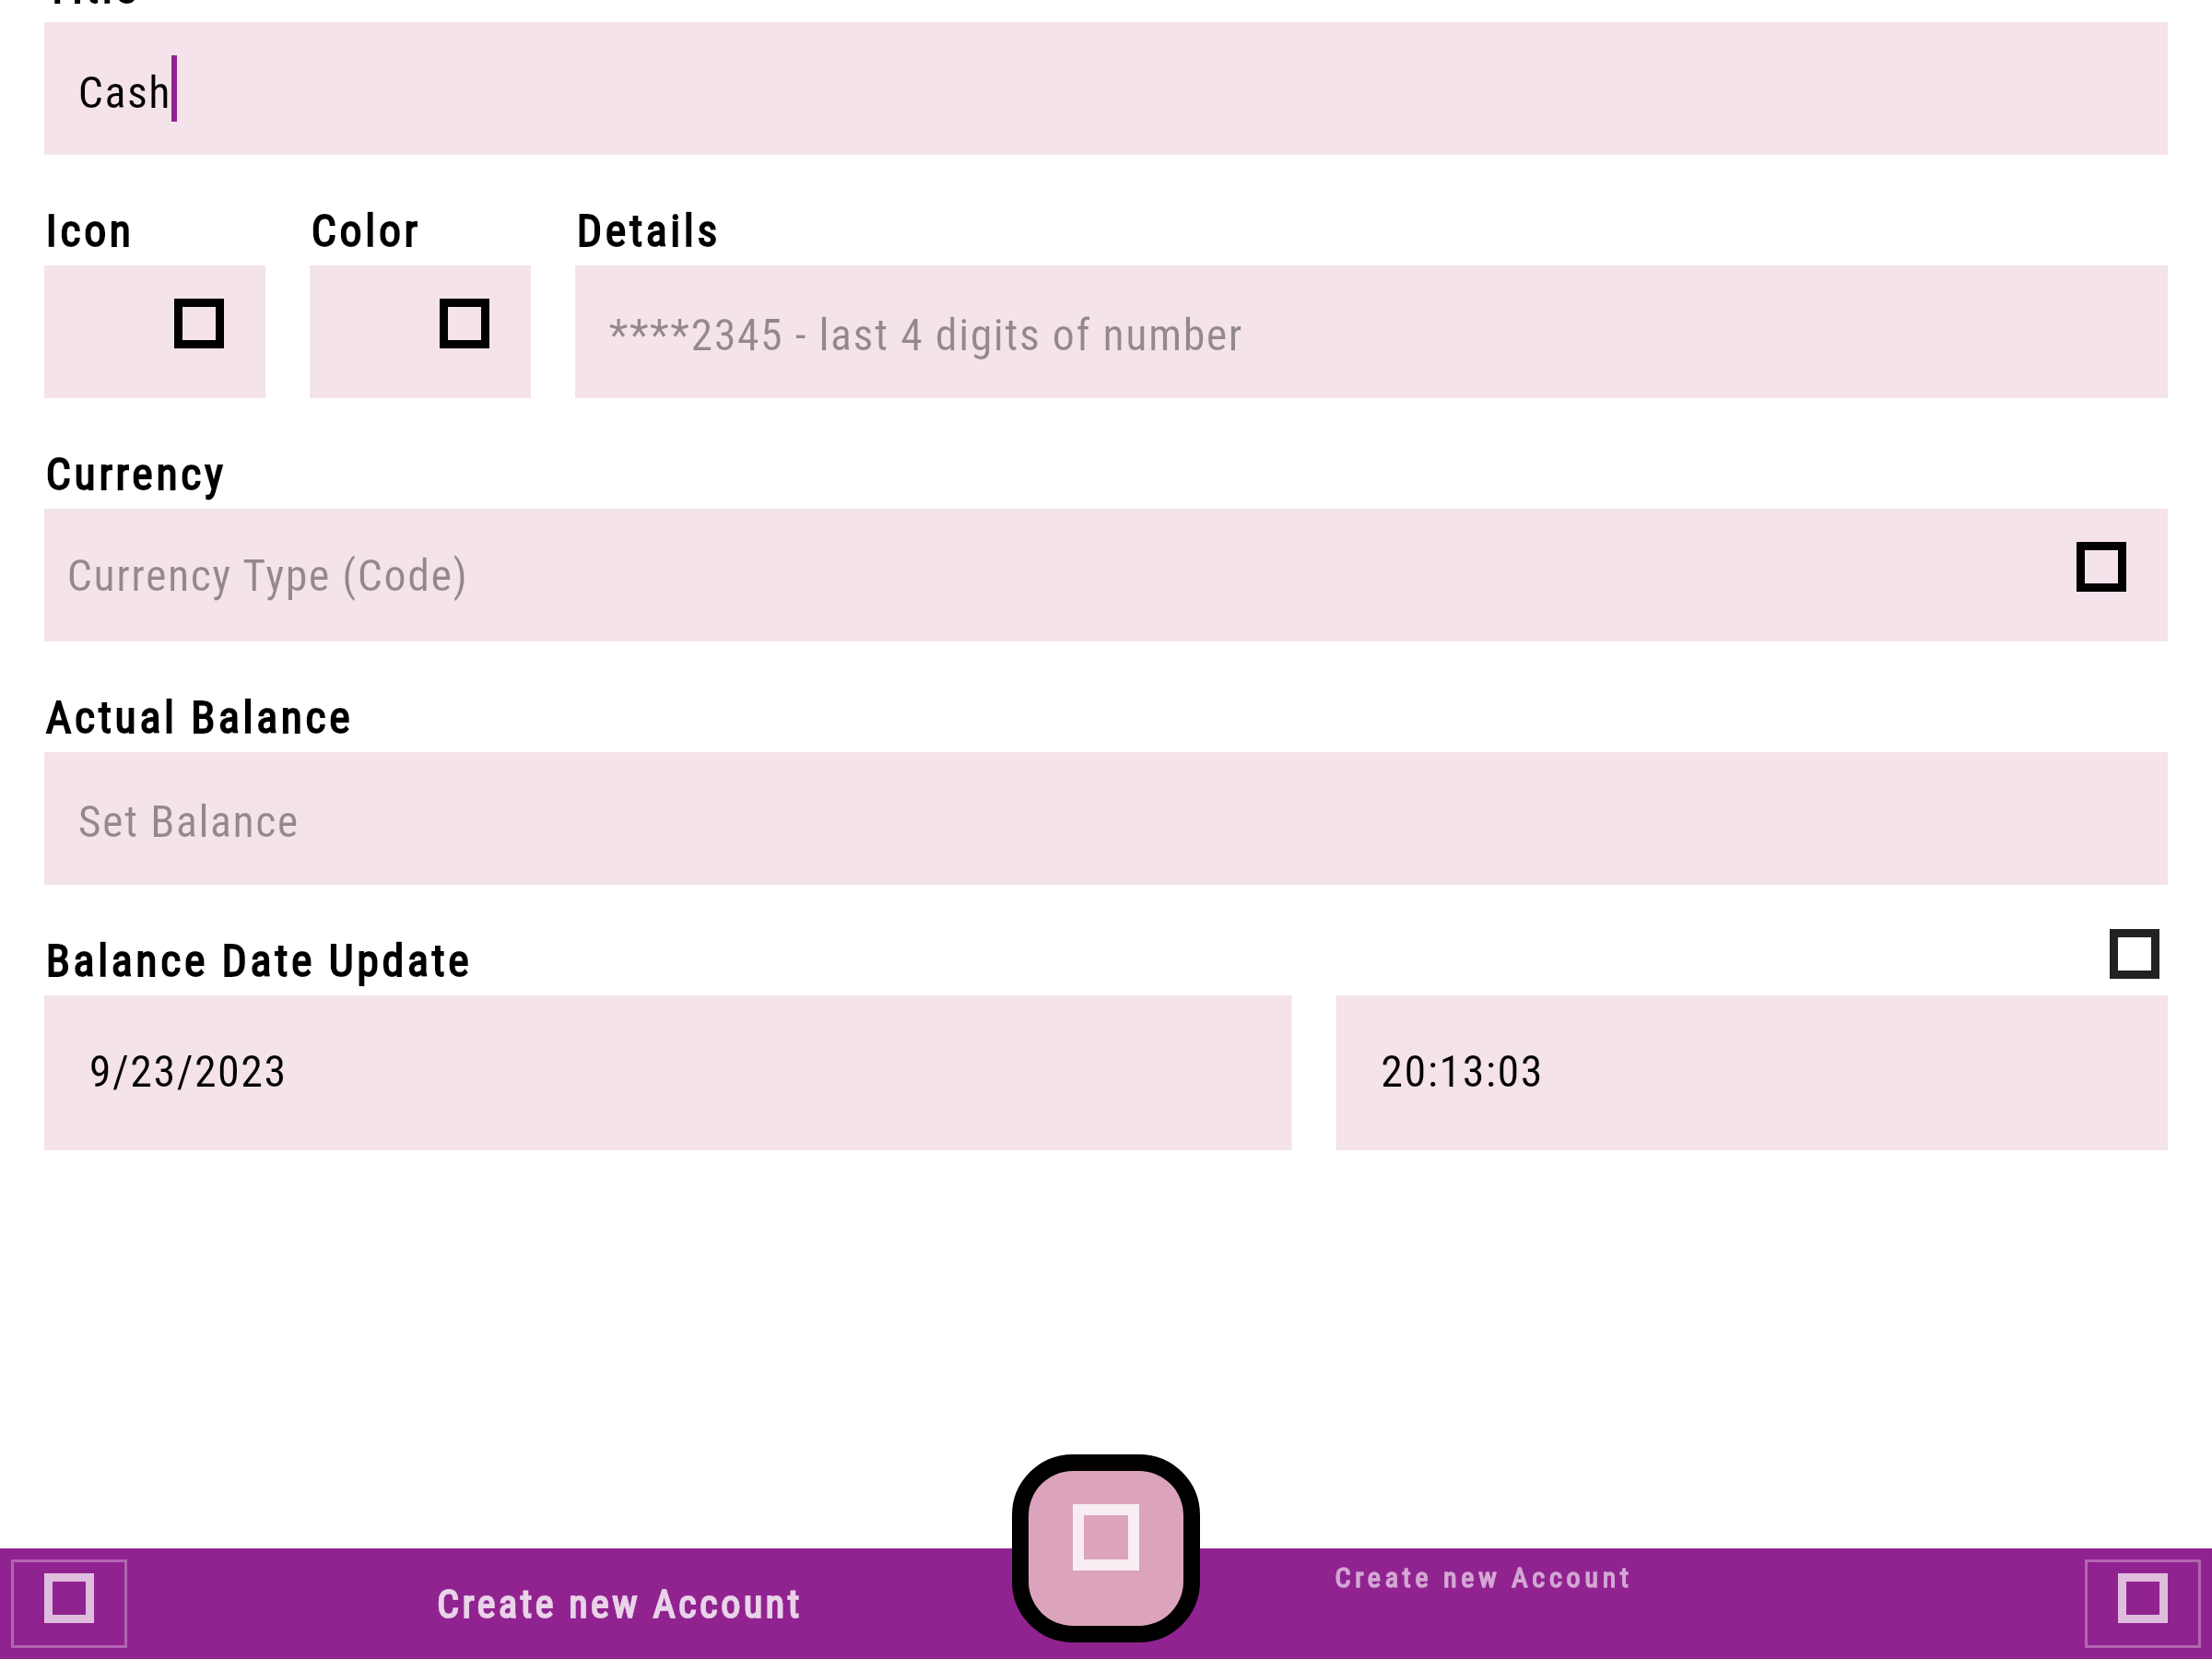 Cash
Icon Color Details
****2345 - last 4 digits of number
Currency
Currency Type (Code)
Actual Balance
Set Balance
Balance Date Update
9/23/2023 20:13:03
Create new Account
Create new Account